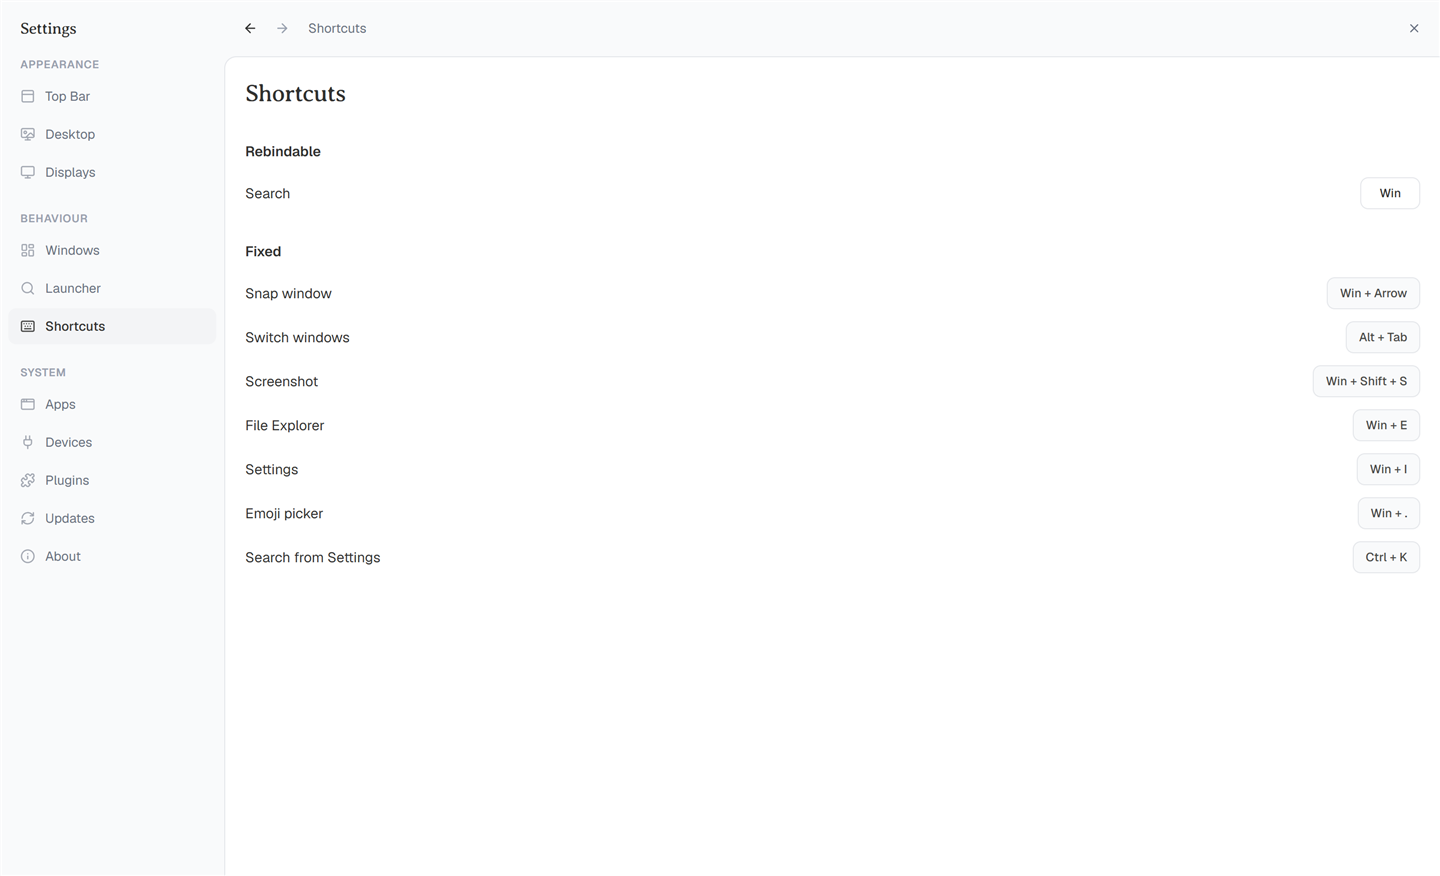 Settings
Shortcuts
APPEARANCE
Top Bar
Desktop
Displays
BEHAVIOUR
Windows
Launcher
Shortcuts
SYSTEM
Apps
Devices
Plugins
Updates
About
Shortcuts
Rebindable
Search Win
Fixed
Snap window Win + Arrow
Switch windows Alt + Tab
Screenshot Win + Shift + S
File Explorer Win + E
Settings Win + I
Emoji picker Win + .
Search from Settings Ctrl + K